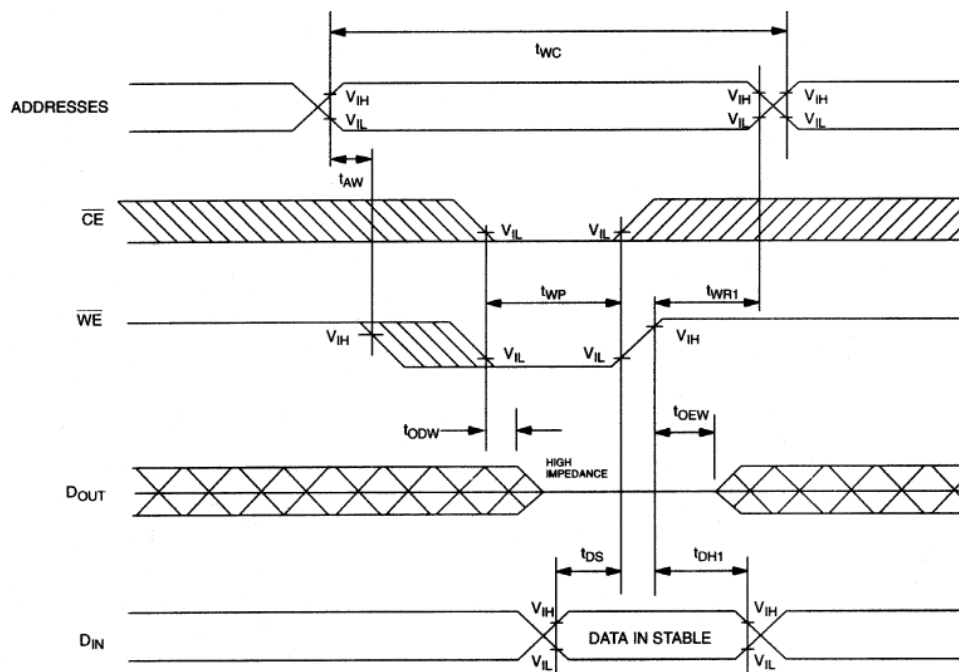 tWC
ADDRESSES
VIH
VIL
VIH
VIL
VIH
VIL
tAW
CE
VIL
VIL
tWP
tWR1
WE
VIH
VIL
VIL
VIH
tODW
tOEW
HIGH
IMPEDANCE
DOUT
tDS
tDH1
DIN
VIH
VIL
DATA IN STABLE
VIH
VIL